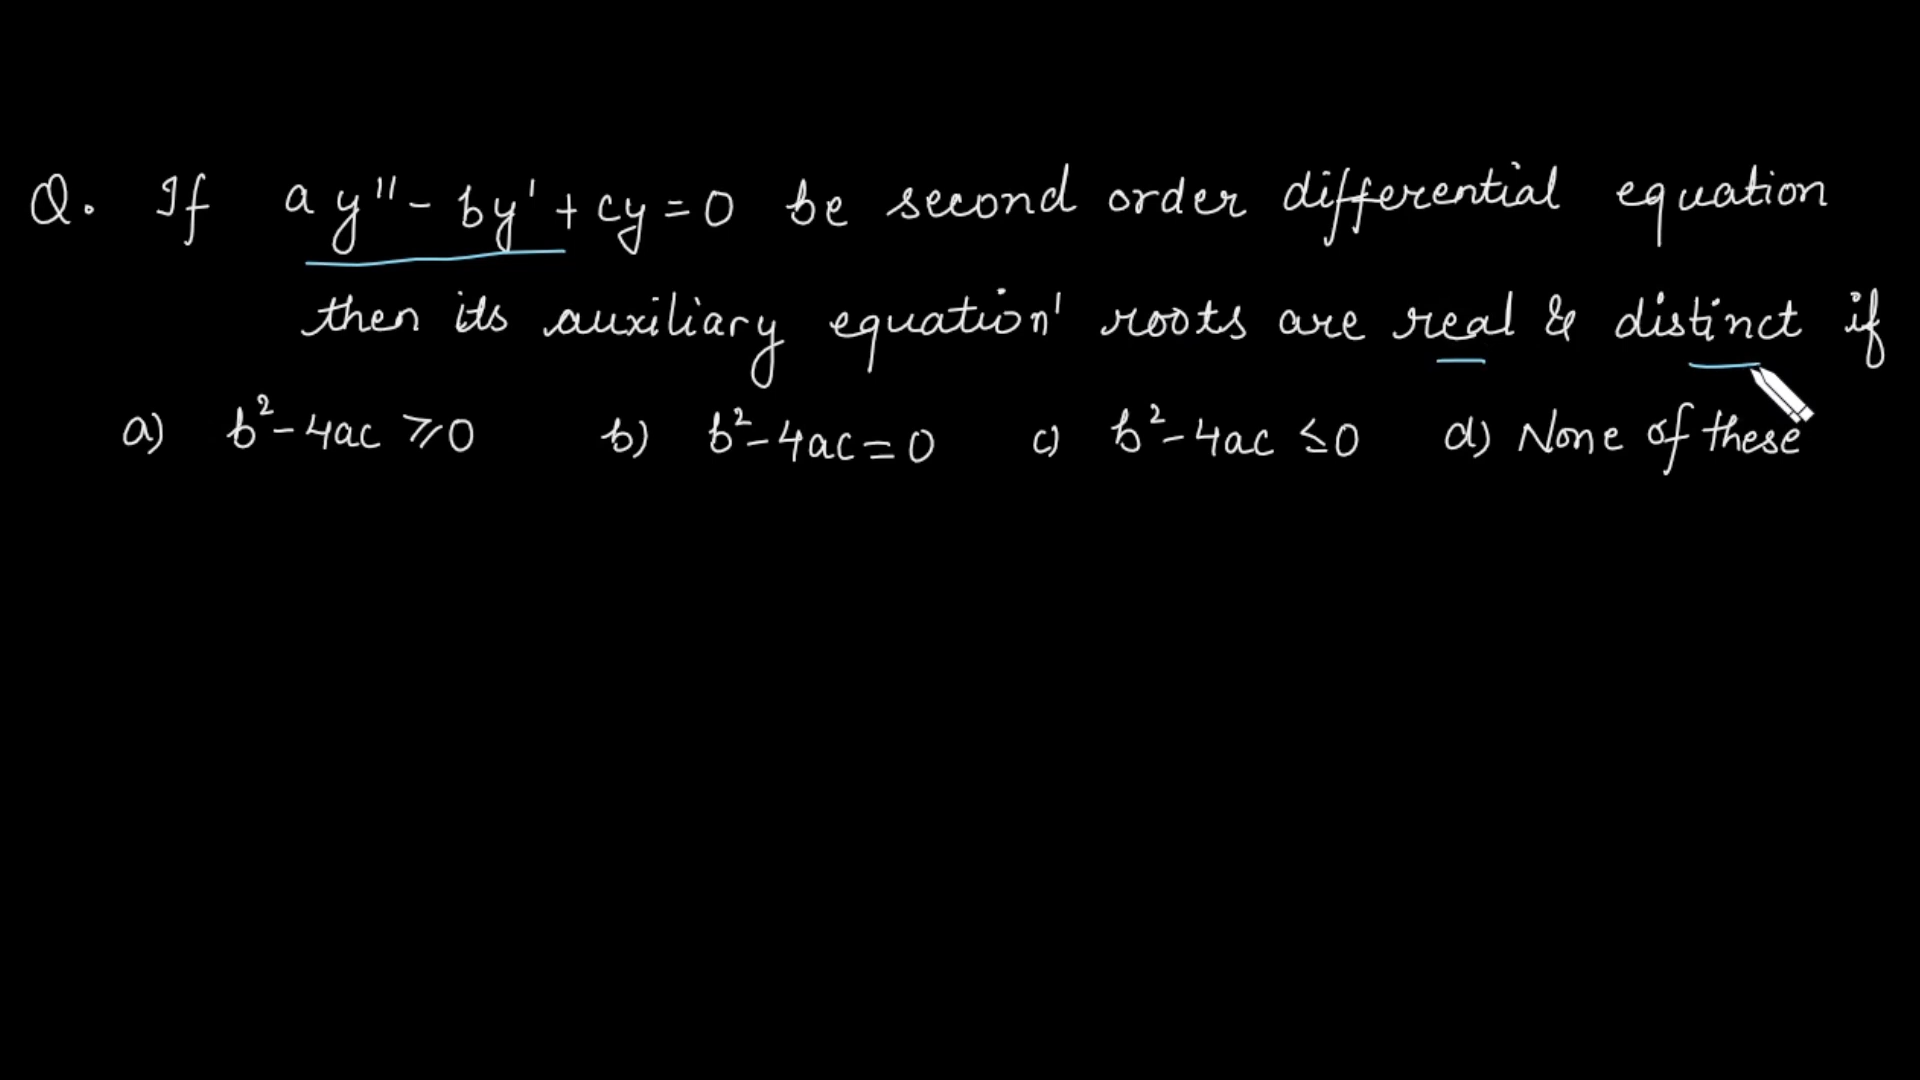 Q. If ay'' - by' + cy = 0 be second order differential equation
then its auxiliary equation' roots are real & distinct if
a) b² - 4ac ⩾ 0 b) b² - 4ac = 0 c) b² - 4ac ≤ 0 d) None of these